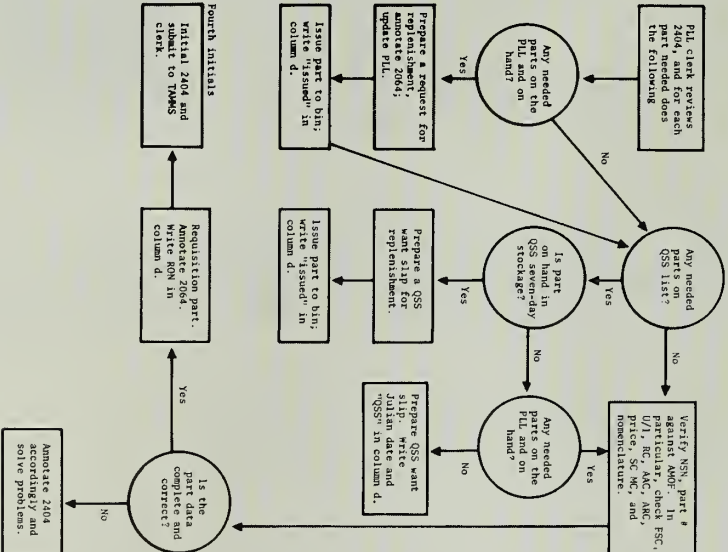 PLL clerk reviews
2404, and for each
part needed does
the following
Any needed
parts on the
PLL and on
hand?
No
Yes
Prepare a request for
replenishment,
annotate 2064;
update PLL.
Issue part to bin;
write "issued" in
column d.
Any needed
parts on
QSS list?
No
Yes
Is part
on hand in
QSS seven-day
stockage?
No
Yes
Prepare a QSS
want slip for
replenishment.
Issue part to bin;
write "issued" in
column d.
Verify NSN, part #
against AMDF. In
particular, check FSC,
U/I, RC, AAC, ARC,
price, SC MC, and
nomenclature.
Any needed
parts on the
PLL and on
hand?
Yes
No
Prepare QSS want
slip. Write
Julian date and
"QSS" in column d.
Is the
part data
complete and
correct?
Yes
No
Requisition part.
Annotate 2064.
Write RON in
column d.
Fourth initials
Initial 2404 and
submit to TAMMS
clerk.
Annotate 2404
accordingly and
solve problems.